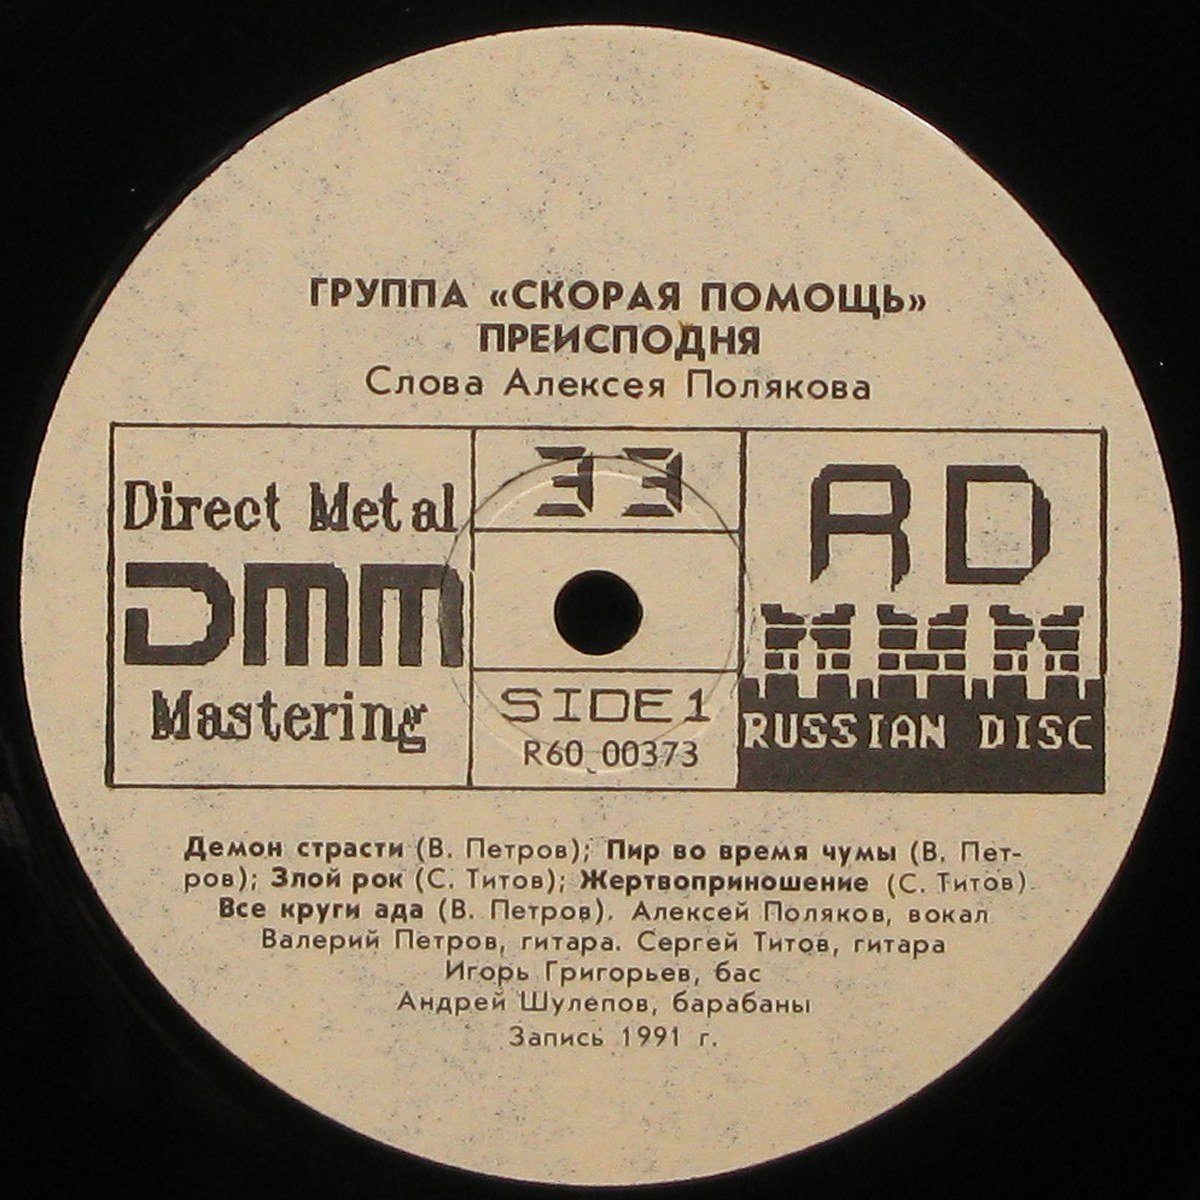 ГРУППА «СКОРАЯ ПОМОЩЬ»
ПРЕИСПОДНЯ
Слова Алексея Полякова
Direct Metal
DMM
Mastering
33
SIDE 1
R60 00373
RD
RUSSIAN DISC
Демон страсти (В. Петров); Пир во время чумы (В. Пет-
ров); Злой рок (С. Титов); Жертвоприношение (С. Титов).
Все круги ада (В. Петров). Алексей Поляков, вокал
Валерий Петров, гитара. Сергей Титов, гитара
Игорь Григорьев, бас
Андрей Шулепов, барабаны
Запись 1991 г.